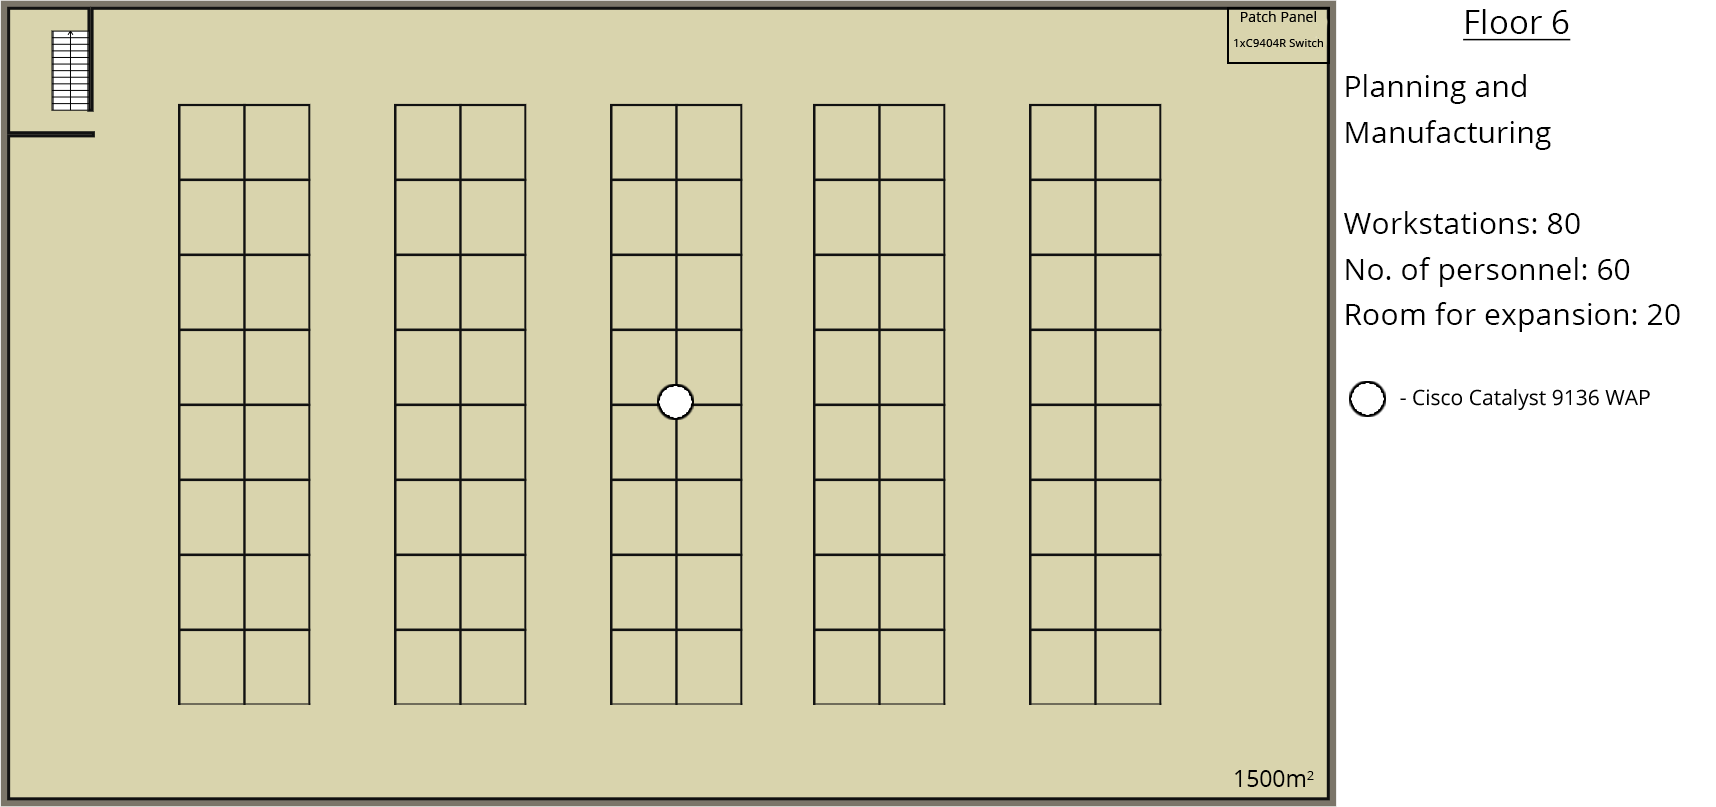 Patch Panel
1xC9404R Switch
1500m²
Floor 6
Planning and
Manufacturing
Workstations: 80
No. of personnel: 60
Room for expansion: 20
- Cisco Catalyst 9136 WAP